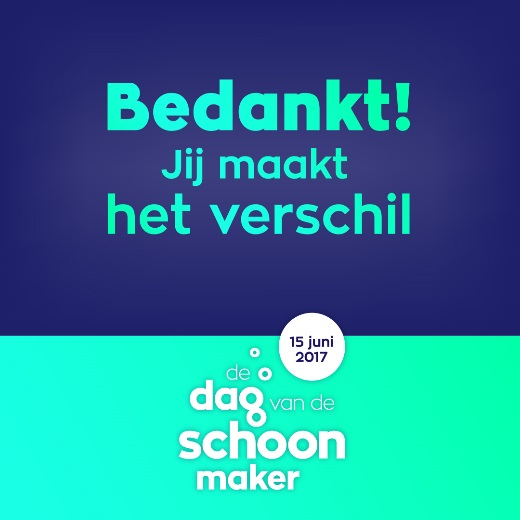 Bedankt!
Jij maakt
het verschil
15 juni
2017
de
dag van de
schoon
maker